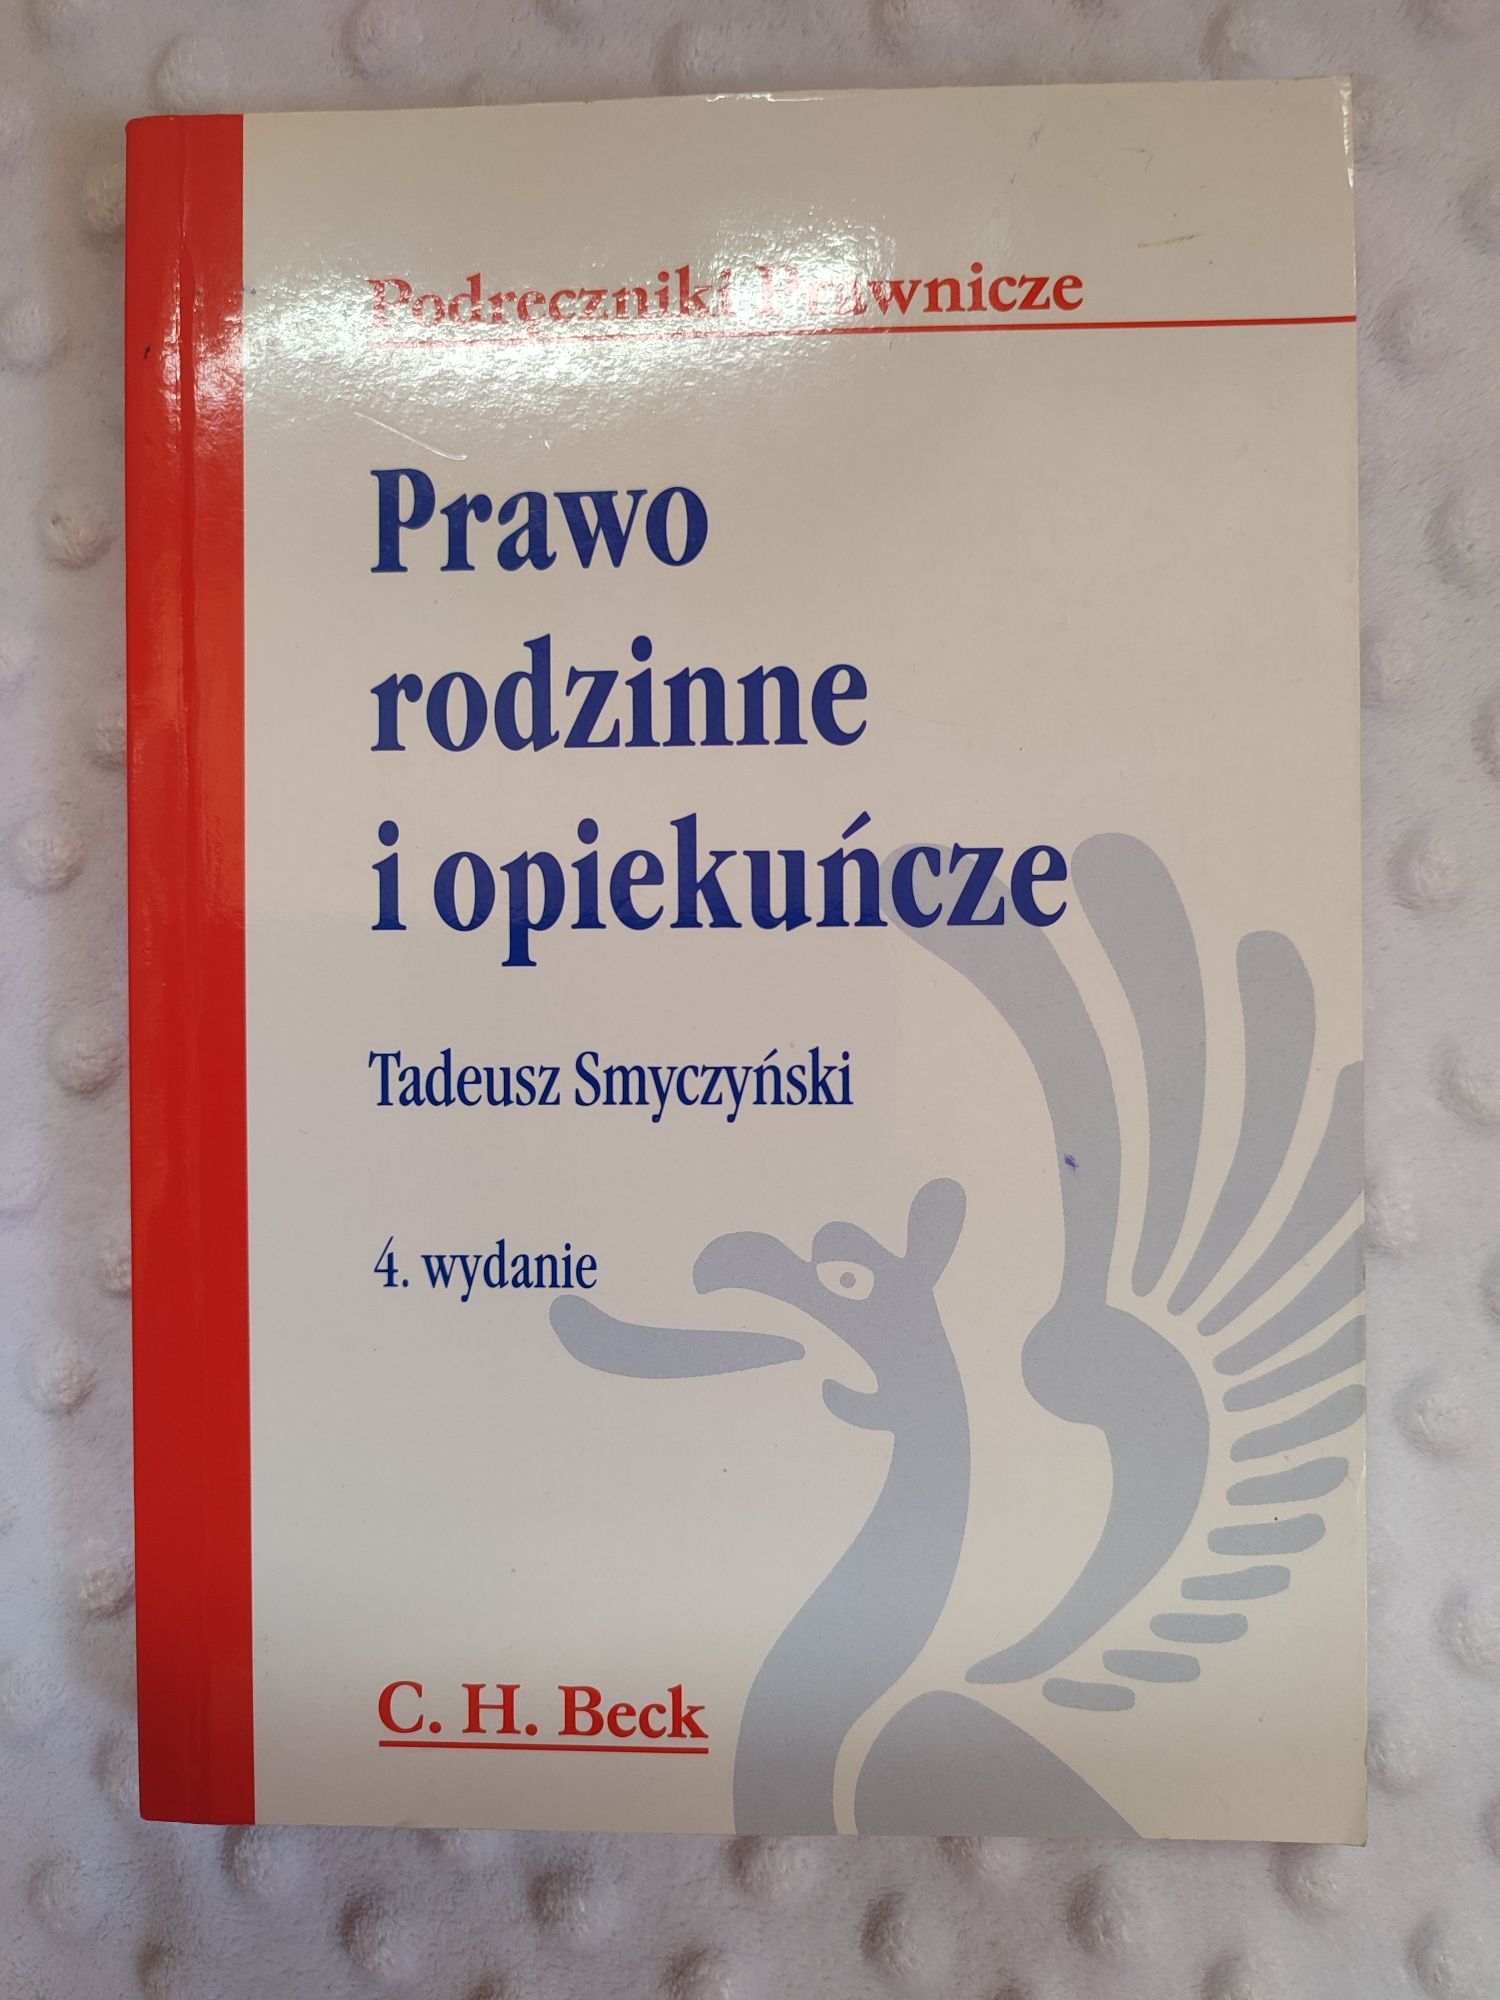 Podręczniki Prawnicze
Prawo
rodzinne
i opiekuńcze
Tadeusz Smyczyński
4. wydanie
C. H. Beck